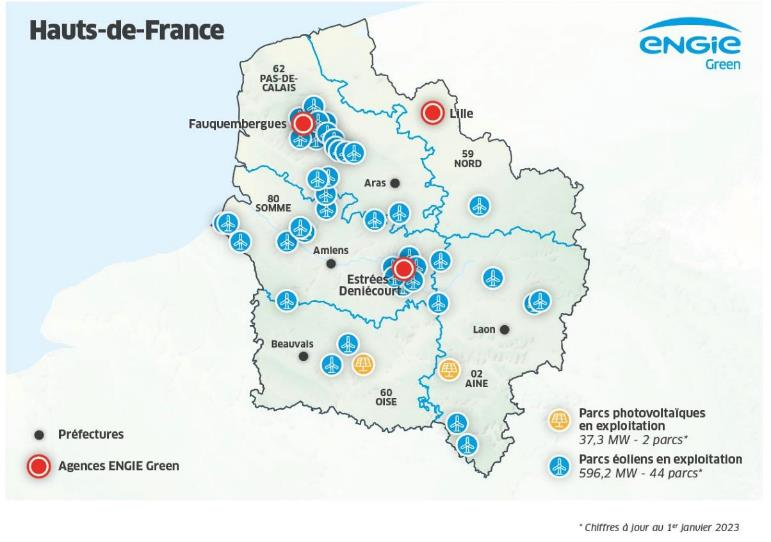 Hauts-de-France
ENGIE
Green
62
PAS-DE-
CALAIS
Fauquembergues
Lille
59
NORD
Aras
80
SOMME
Amiens
Estrées
Deniécourt
Laon
Beauvais
02
AINE
60
OISE
Préfectures
Agences ENGIE Green
Parcs photovoltaïques
en exploitation
37,3 MW - 2 parcs*
Parcs éoliens en exploitation
596,2 MW - 44 parcs*
* Chiffres à jour au 1er janvier 2023